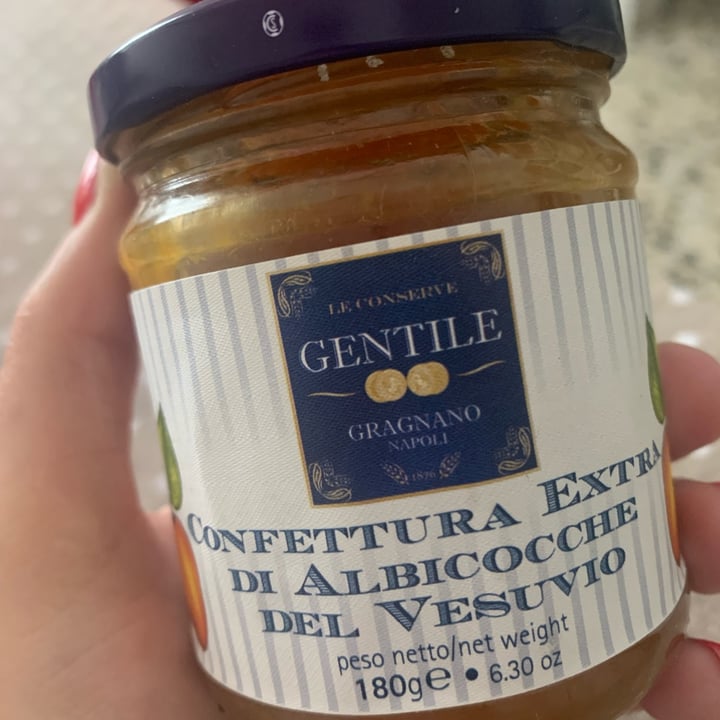 LE CONSERVE
GENTILE
GRAGNANO
NAPOLI
1876
CONFETTURA EXTRA
DI ALBICOCCHE
DEL VESUVIO
peso netto/net weight
180g℮ • 6.30 oz